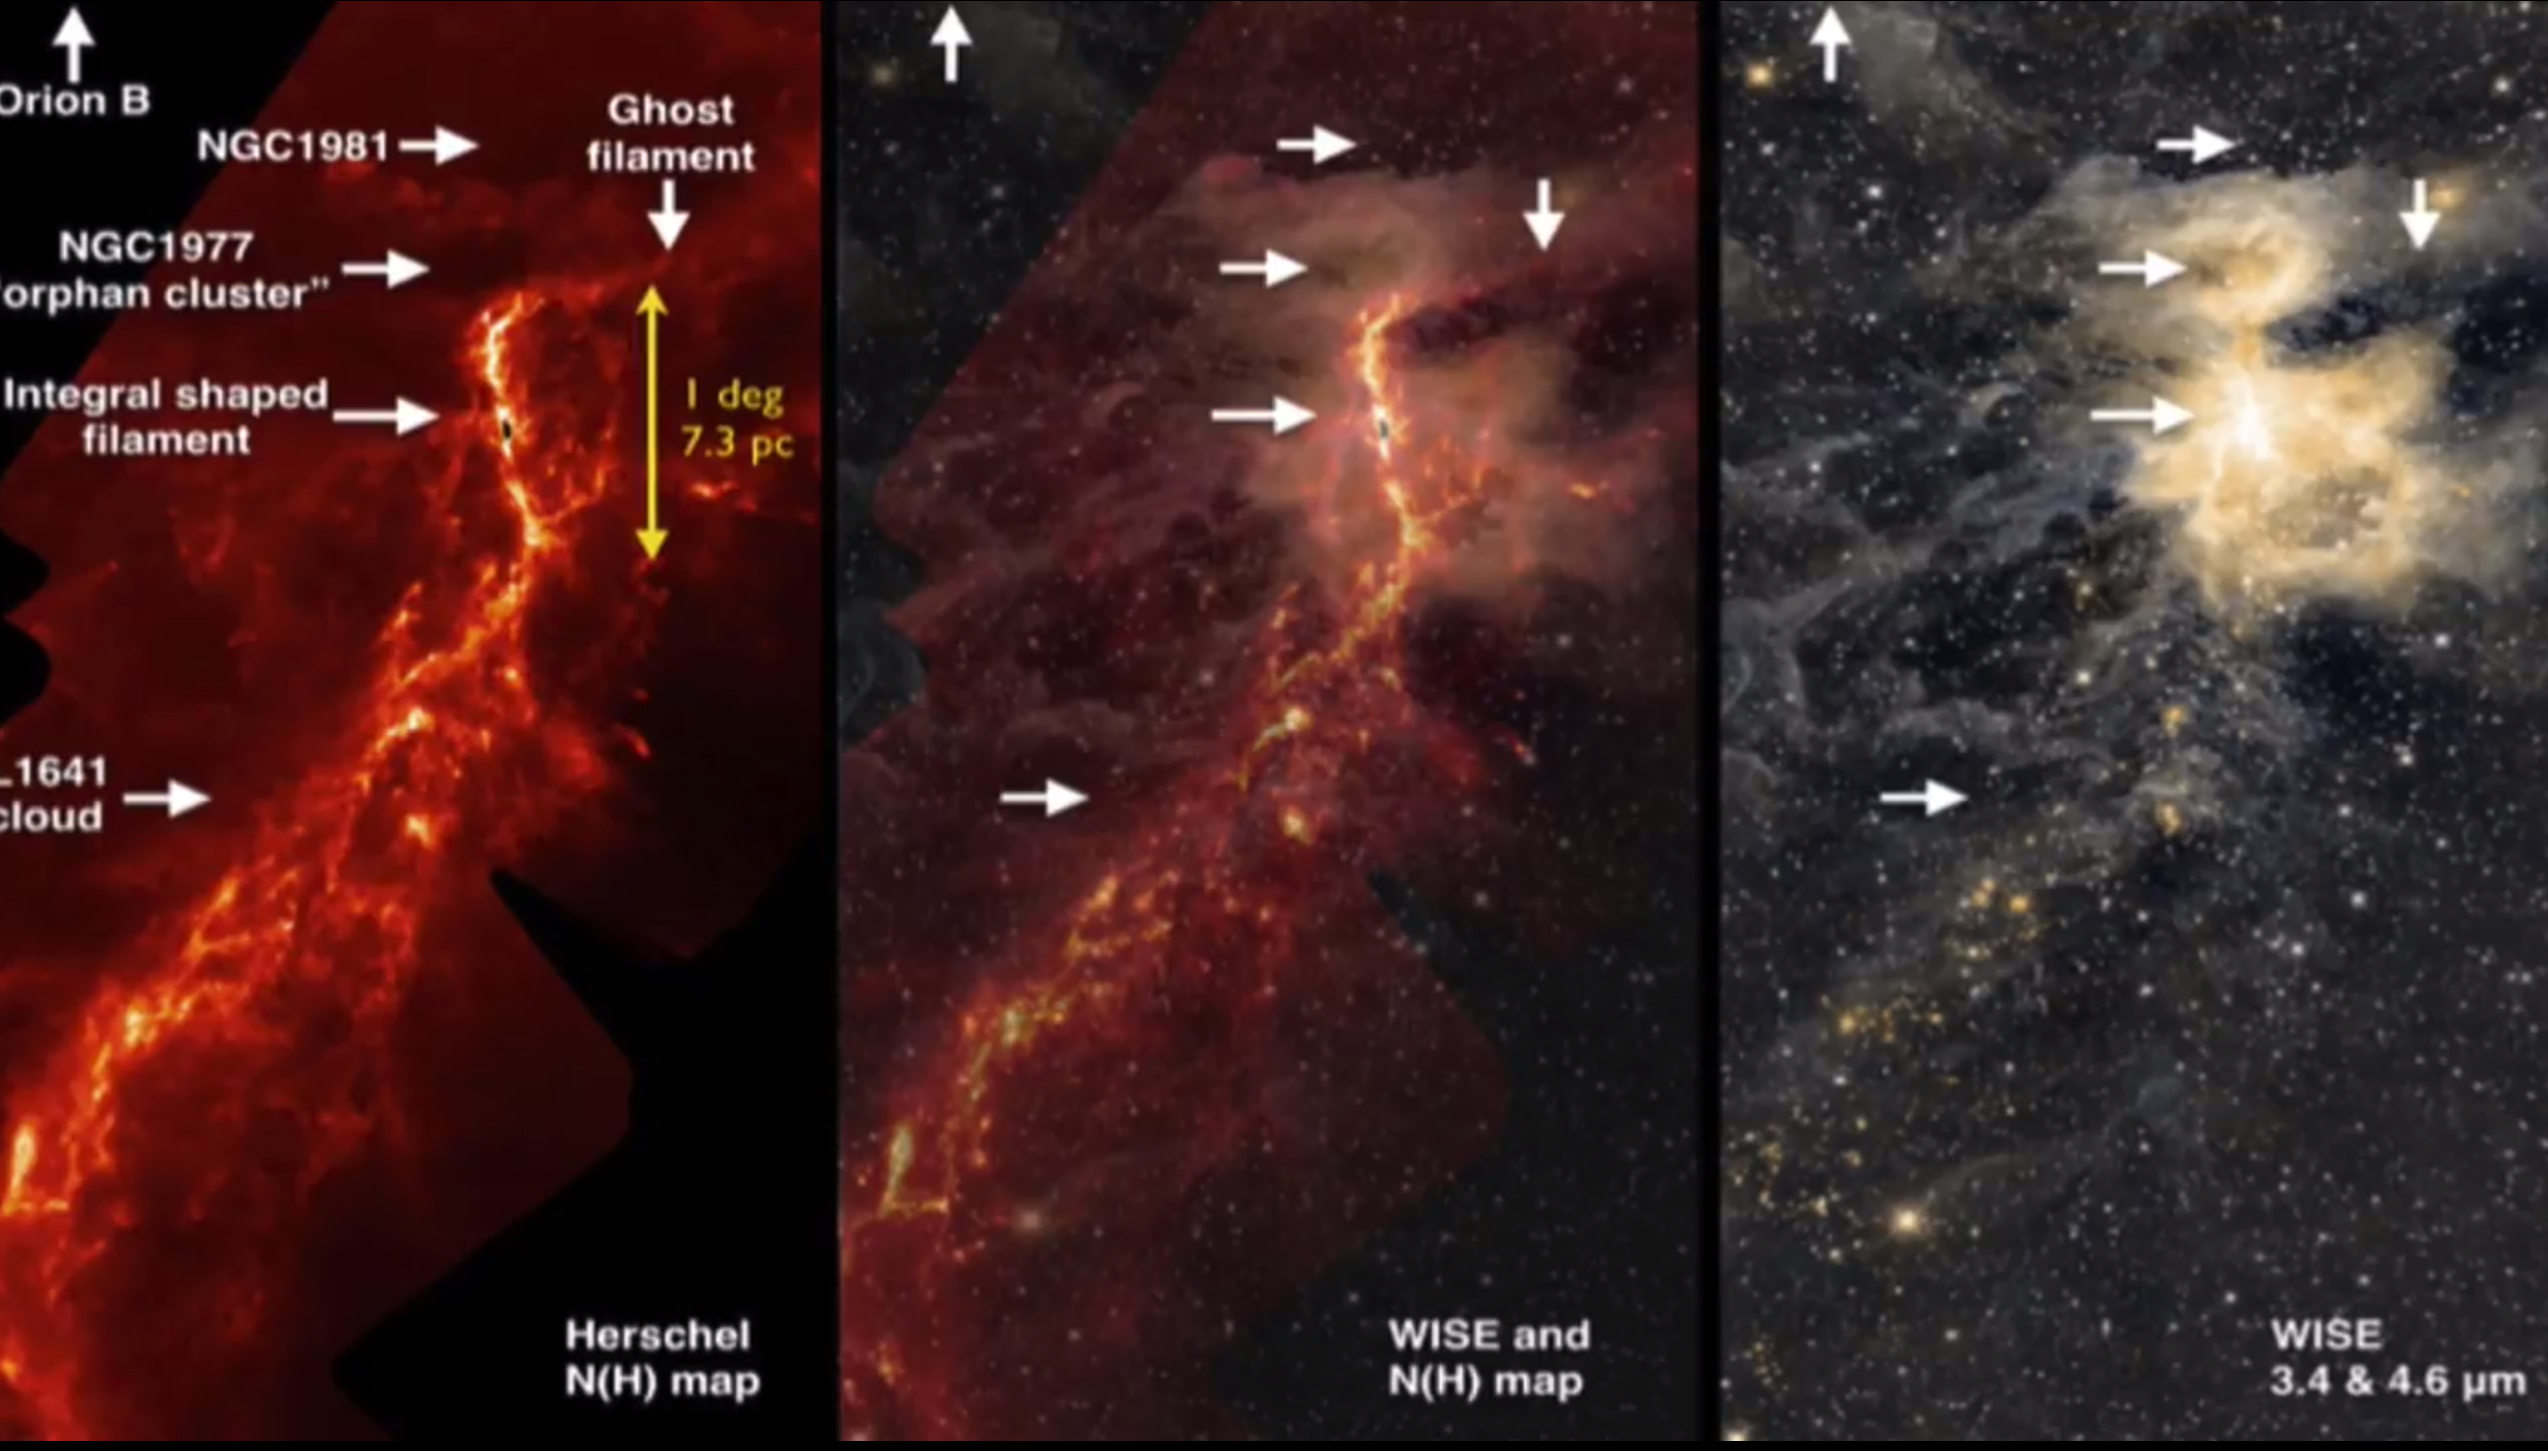 Orion B
NGC1981
Ghost
filament
NGC1977
"orphan cluster"
Integral shaped
filament
1 deg
7.3 pc
L1641
cloud
Herschel
N(H) map
WISE and
N(H) map
WISE
3.4 & 4.6 μm